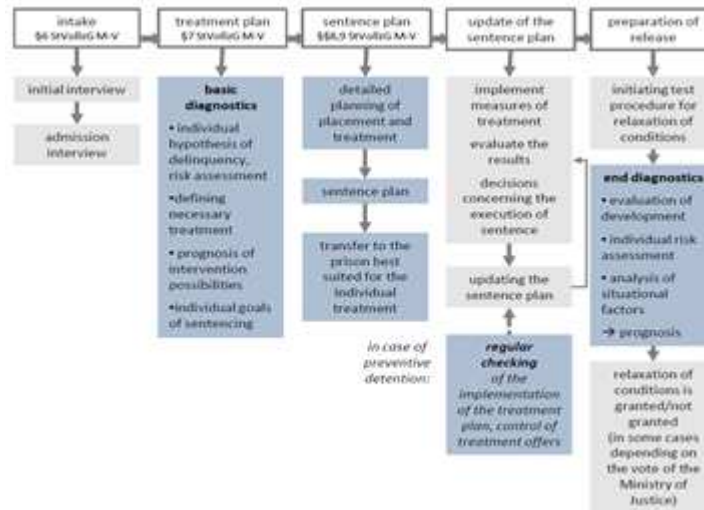 intake
§6 StVollzG M-V
treatment plan
§7 StVollzG M-V
sentence plan
§§8,9 StVollzG M-V
update of the
sentence plan
preparation of
release
initial interview
admission
interview
basic
diagnostics
• individual
hypothesis of
delinquency,
risk assessment
•defining
necessary
treatment
• prognosis of
intervention
possibilities
•individual goals
of sentencing
detailed
planning of
placement and
treatment
sentence plan
transfer to the
prison best
suited for the
individual
treatment
implement
measures of
treatment
evaluate the
results
decisions
concerning the
execution of
sentence
updating the
sentence plan
in case of
preventive
detention:
regular
checking
of the
implementation
of the treatment
plan, control of
treatment offers
initiating test
procedure for
relaxation of
conditions
end diagnostics
• evaluation of
development
• individual risk
assessment
• analysis of
situational
factors
→ prognosis
relaxation of
conditions is
granted/not
granted
(in some cases
depending on
the vote of the
Ministry of
Justice)